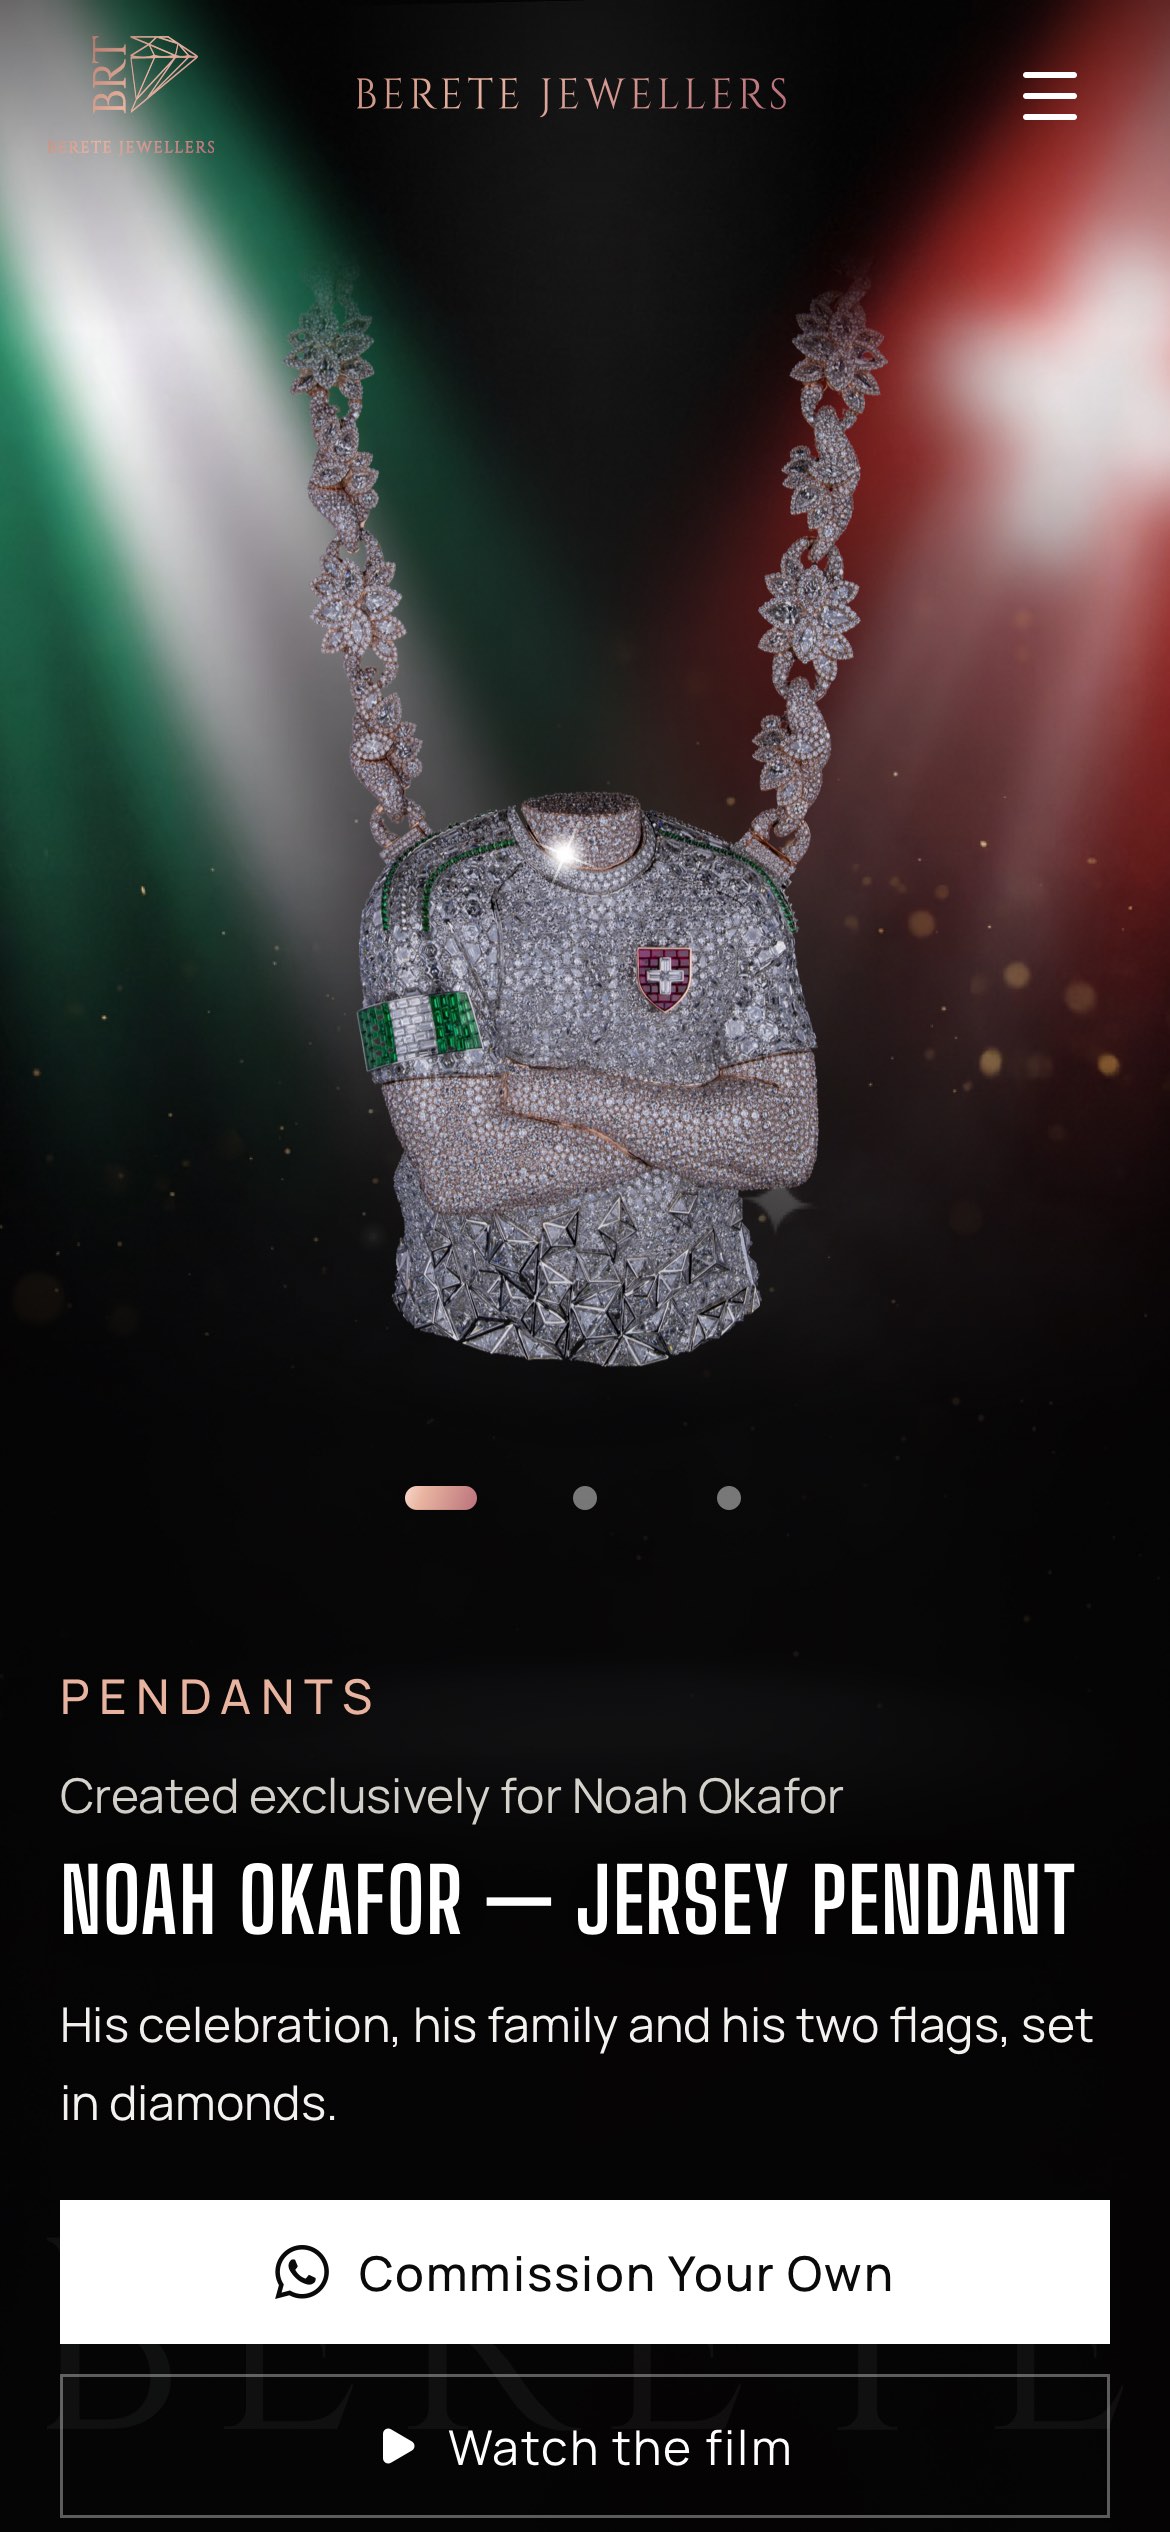 BRT
BERETE JEWELLERS
BERETE JEWELLERS
PENDANTS
Created exclusively for Noah Okafor
NOAH OKAFOR — JERSEY PENDANT
His celebration, his family and his two flags, set
in diamonds.
Commission Your Own
BERETE
Watch the film